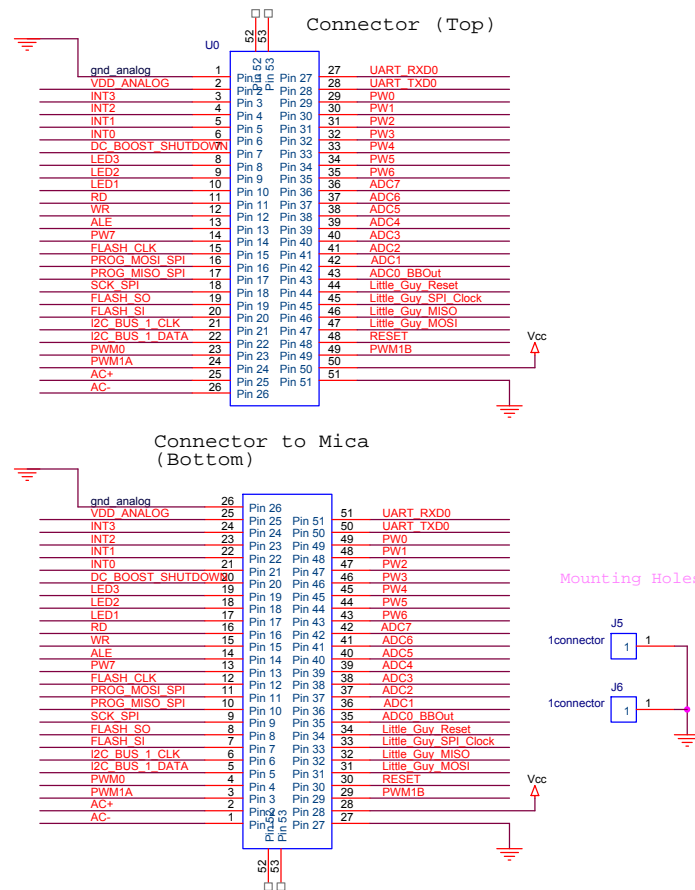 Connector (Top)
52
53
U0
Pin 52
Pin 53
gnd_analog 1 Pin 1 Pin 27 27 UART_RXD0
VDD_ANALOG 2 Pin 2 Pin 28 28 UART_TXD0
INT3 3 Pin 3 Pin 29 29 PW0
INT2 4 Pin 4 Pin 30 30 PW1
INT1 5 Pin 5 Pin 31 31 PW2
INT0 6 Pin 6 Pin 32 32 PW3
DC_BOOST_SHUTDOWN 7 Pin 7 Pin 33 33 PW4
LED3 8 Pin 8 Pin 34 34 PW5
LED2 9 Pin 9 Pin 35 35 PW6
LED1 10 Pin 10 Pin 36 36 ADC7
RD 11 Pin 11 Pin 37 37 ADC6
WR 12 Pin 12 Pin 38 38 ADC5
ALE 13 Pin 13 Pin 39 39 ADC4
PW7 14 Pin 14 Pin 40 40 ADC3
FLASH_CLK 15 Pin 15 Pin 41 41 ADC2
PROG_MOSI_SPI 16 Pin 16 Pin 42 42 ADC1
PROG_MISO_SPI 17 Pin 17 Pin 43 43 ADC0_BBOut
SCK_SPI 18 Pin 18 Pin 44 44 Little_Guy_Reset
FLASH_SO 19 Pin 19 Pin 45 45 Little_Guy_SPI_Clock
FLASH_SI 20 Pin 20 Pin 46 46 Little_Guy_MISO
I2C_BUS_1_CLK 21 Pin 21 Pin 47 47 Little_Guy_MOSI
I2C_BUS_1_DATA 22 Pin 22 Pin 48 48 RESET
PWM0 23 Pin 23 Pin 49 49 PWM1B
PWM1A 24 Pin 24 Pin 50 50 Vcc
AC+ 25 Pin 25 Pin 51 51
AC- 26 Pin 26
Connector to Mica
(Bottom)
gnd_analog 26 Pin 26
VDD_ANALOG 25 Pin 25 Pin 51 51 UART_RXD0
INT3 24 Pin 24 Pin 50 50 UART_TXD0
INT2 23 Pin 23 Pin 49 49 PW0
INT1 22 Pin 22 Pin 48 48 PW1
INT0 21 Pin 21 Pin 47 47 PW2
DC_BOOST_SHUTDOWN 20 Pin 20 Pin 46 46 PW3
LED3 19 Pin 19 Pin 45 45 PW4
LED2 18 Pin 18 Pin 44 44 PW5
LED1 17 Pin 17 Pin 43 43 PW6
RD 16 Pin 16 Pin 42 42 ADC7
WR 15 Pin 15 Pin 41 41 ADC6
ALE 14 Pin 14 Pin 40 40 ADC5
PW7 13 Pin 13 Pin 39 39 ADC4
FLASH_CLK 12 Pin 12 Pin 38 38 ADC3
PROG_MOSI_SPI 11 Pin 11 Pin 37 37 ADC2
PROG_MISO_SPI 10 Pin 10 Pin 36 36 ADC1
SCK_SPI 9 Pin 9 Pin 35 35 ADC0_BBOut
FLASH_SO 8 Pin 8 Pin 34 34 Little_Guy_Reset
FLASH_SI 7 Pin 7 Pin 33 33 Little_Guy_SPI_Clock
I2C_BUS_1_CLK 6 Pin 6 Pin 32 32 Little_Guy_MISO
I2C_BUS_1_DATA 5 Pin 5 Pin 31 31 Little_Guy_MOSI
PWM0 4 Pin 4 Pin 30 30 RESET
PWM1A 3 Pin 3 Pin 29 29 PWM1B
AC+ 2 Pin 2 Pin 28 28 Vcc
AC- 1 Pin 1 Pin 27 27
Pin 52
Pin 53
52
53
Mounting Holes
J5
1connector 1 1
J6
1connector 1 1